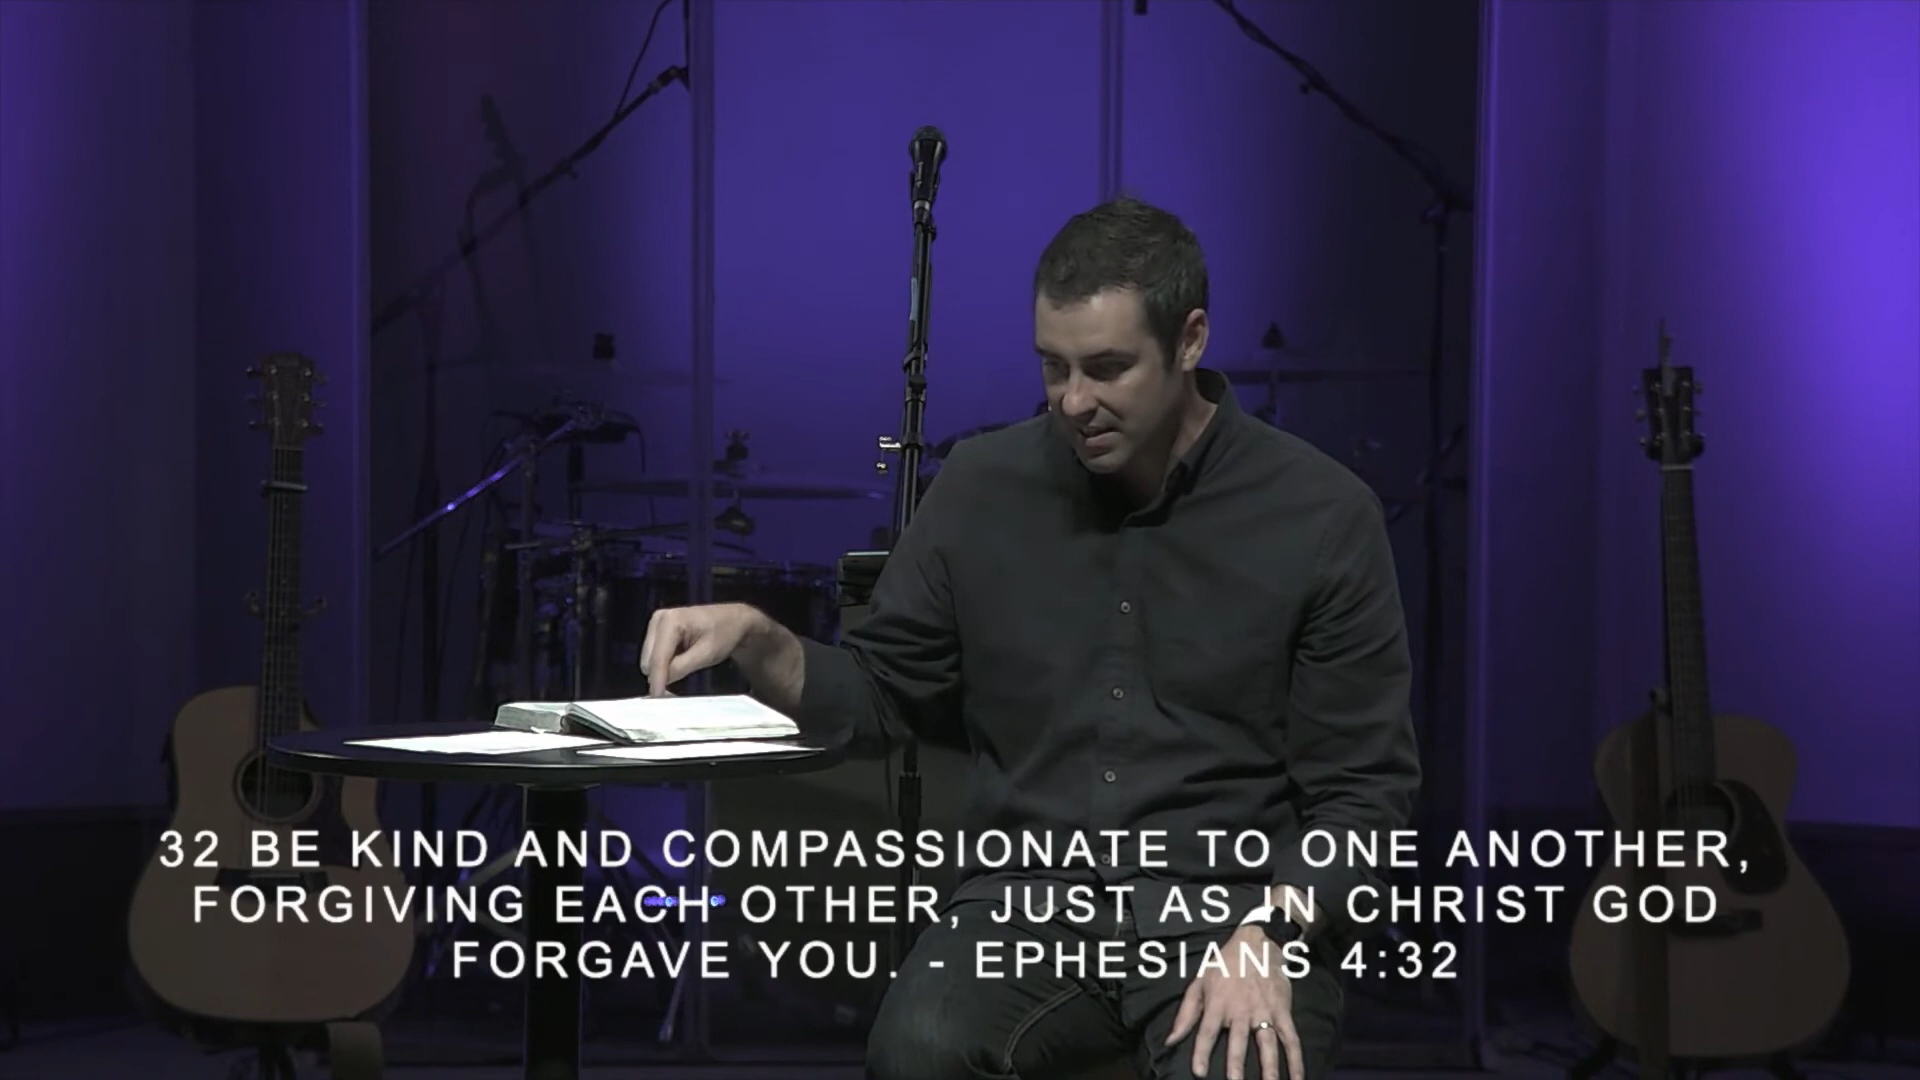 32 BE KIND AND COMPASSIONATE TO ONE ANOTHER,
FORGIVING EACH OTHER, JUST AS IN CHRIST GOD
FORGAVE YOU. - EPHESIANS 4:32